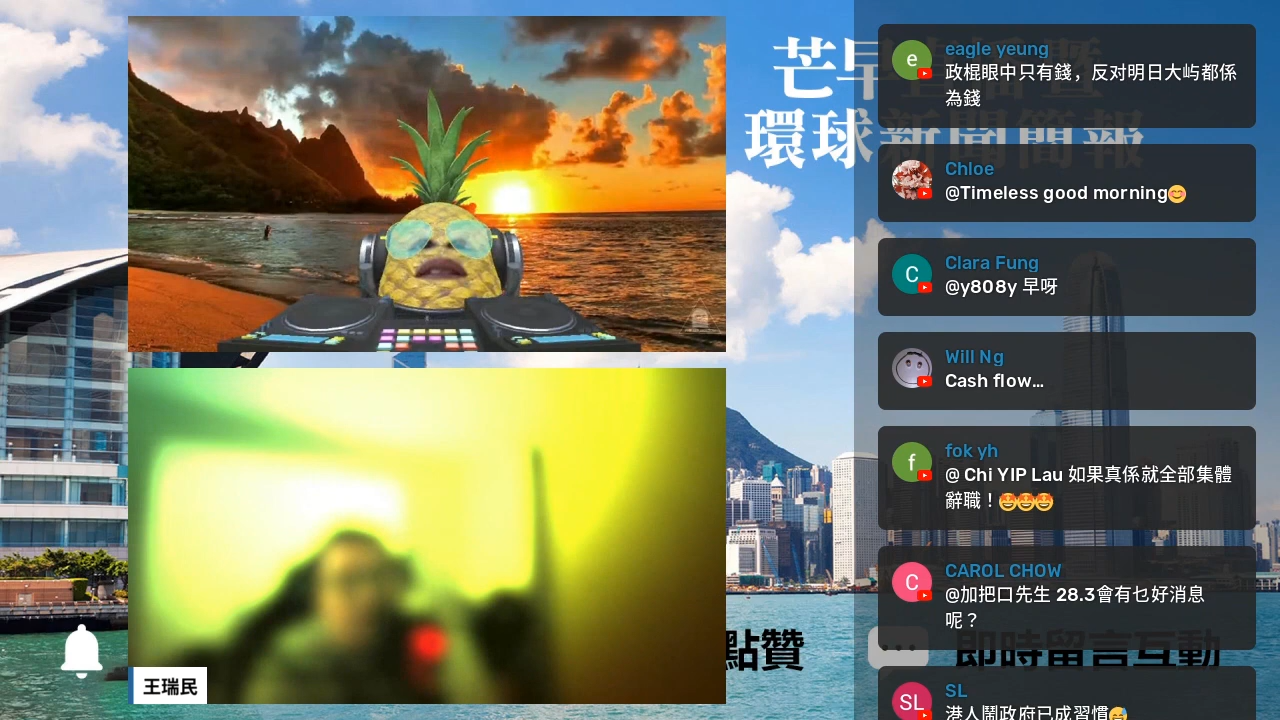 環球新聞簡報
eagle yeung
政棍眼中只有錢，反对明日大屿都係
為錢
Chloe
@Timeless good morning😊
Clara Fung
@y808y 早呀
Will Ng
Cash flow…
fok yh
@ Chi YIP Lau 如果真係就全部集體
辭職！🤩🤩🤩
CAROL CHOW
@加把口先生 28.3會有乜好消息
呢？
點贊
即時留言互動
SL
港人鬧政府已成習慣😅
王瑞民